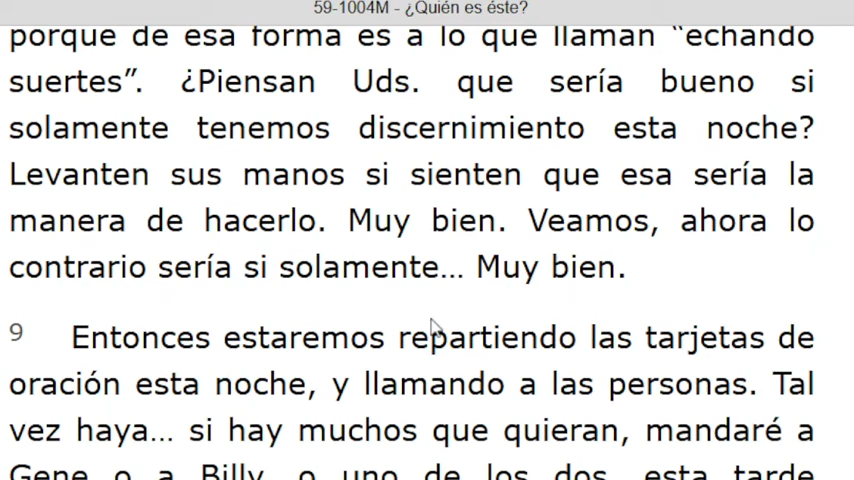 59-1004M - ¿Quién es éste?
porque de esa forma es a lo que llaman “echando
suertes”. ¿Piensan Uds. que sería bueno si
solamente tenemos discernimiento esta noche?
Levanten sus manos si sienten que esa sería la
manera de hacerlo. Muy bien. Veamos, ahora lo
contrario sería si solamente… Muy bien.
9 Entonces estaremos repartiendo las tarjetas de
oración esta noche, y llamando a las personas. Tal
vez haya… si hay muchos que quieran, mandaré a
Gene o a Billy, o uno de los dos, esta tarde